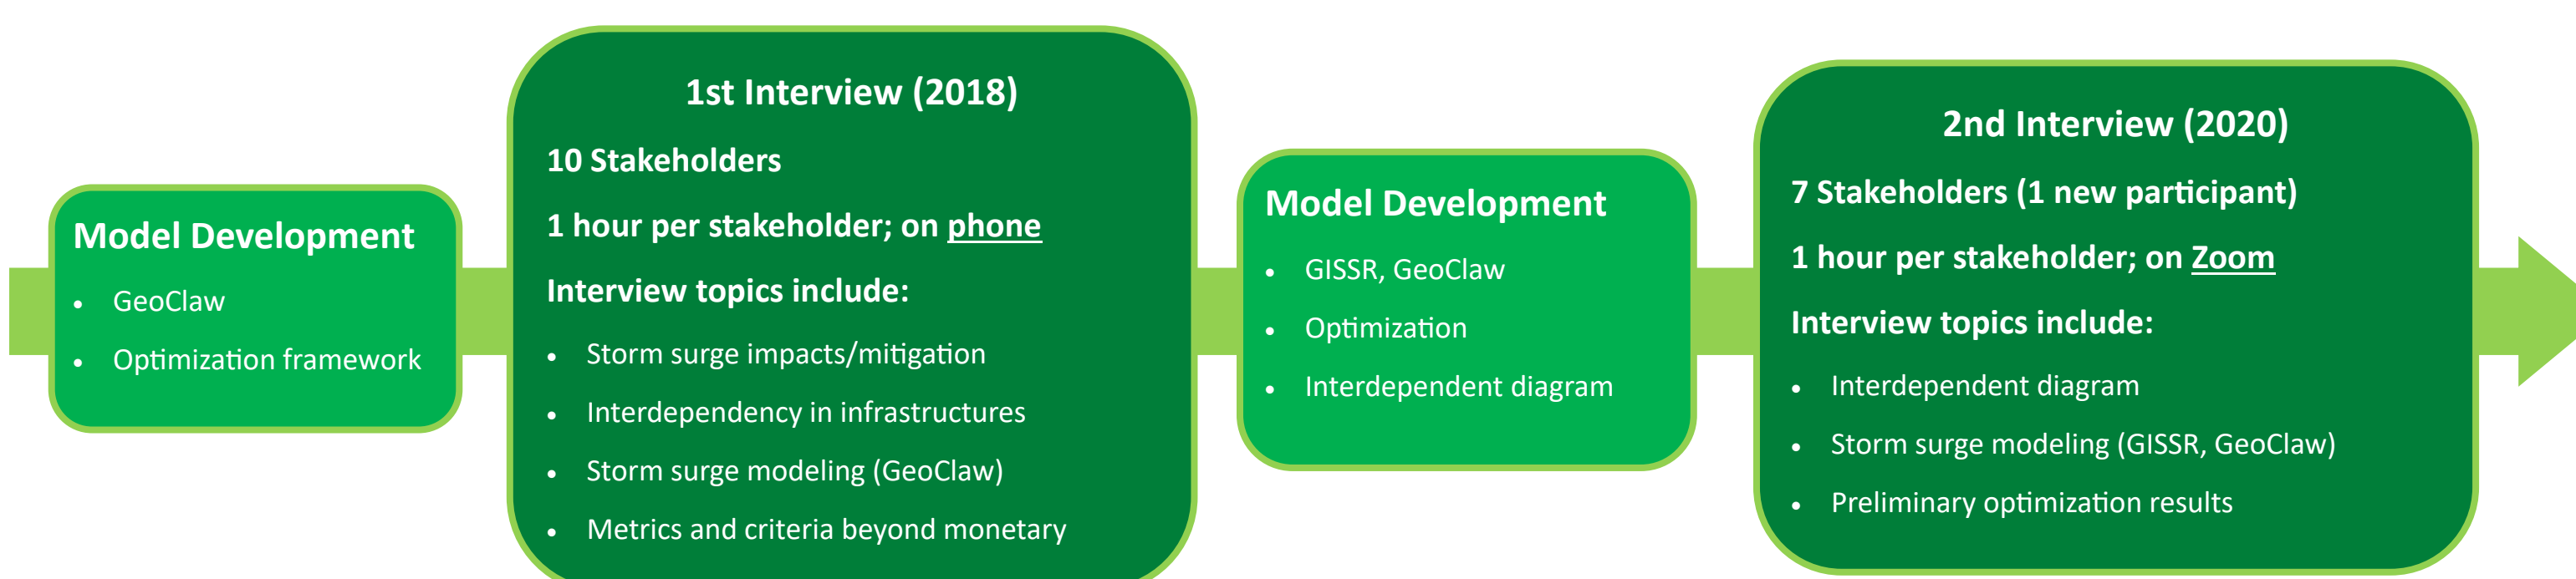 Model Development
• GeoClaw
• Optimization framework
1st Interview (2018)
10 Stakeholders
1 hour per stakeholder; on phone
Interview topics include:
• Storm surge impacts/mitigation
• Interdependency in infrastructures
• Storm surge modeling (GeoClaw)
• Metrics and criteria beyond monetary
Model Development
• GISSR, GeoClaw
• Optimization
• Interdependent diagram
2nd Interview (2020)
7 Stakeholders (1 new participant)
1 hour per stakeholder; on Zoom
Interview topics include:
• Interdependent diagram
• Storm surge modeling (GISSR, GeoClaw)
• Preliminary optimization results